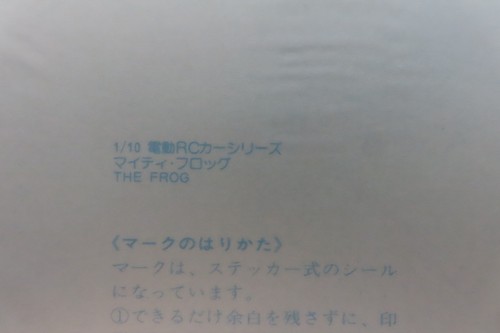 1/10 電動RCカーシリーズ
マイティ・フロッグ
THE FROG
《マークのはりかた》
マークは、ステッカー式のシール
になっています。
①できるだけ余白を残さずに、印